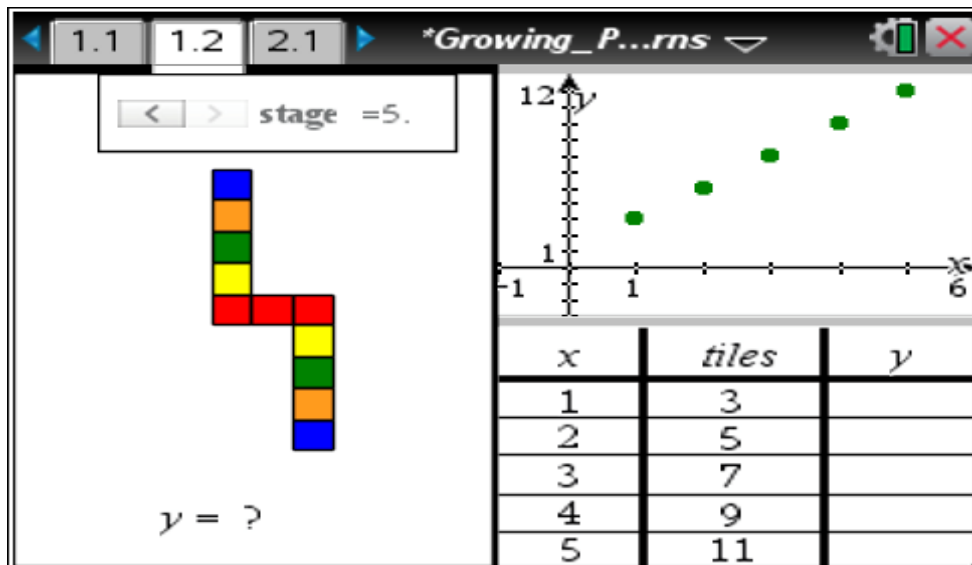 1.1 1.2 2.1 *Growing_P...rns
< > stage =5.
y = ?
12 y
1
-1 1 x 6
x tiles y
1 3
2 5
3 7
4 9
5 11